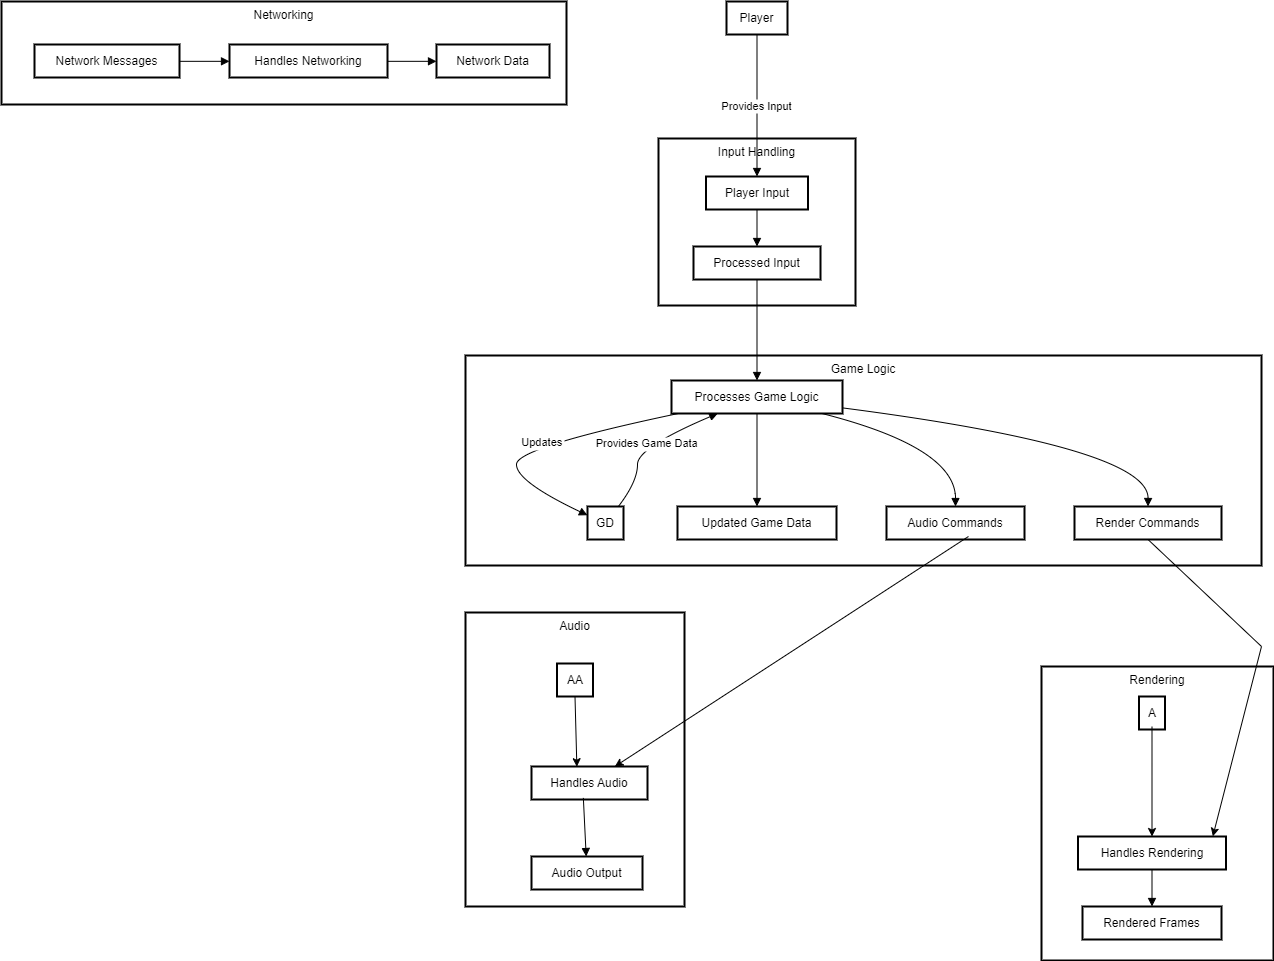 Networking
Network Messages
Handles Networking
Network Data
Player
Provides Input
Input Handling
Player Input
Processed Input
Game Logic
Processes Game Logic
Updates
Provides Game Data
GD
Updated Game Data
Audio Commands
Render Commands
Audio
AA
Handles Audio
Audio Output
Rendering
A
Handles Rendering
Rendered Frames